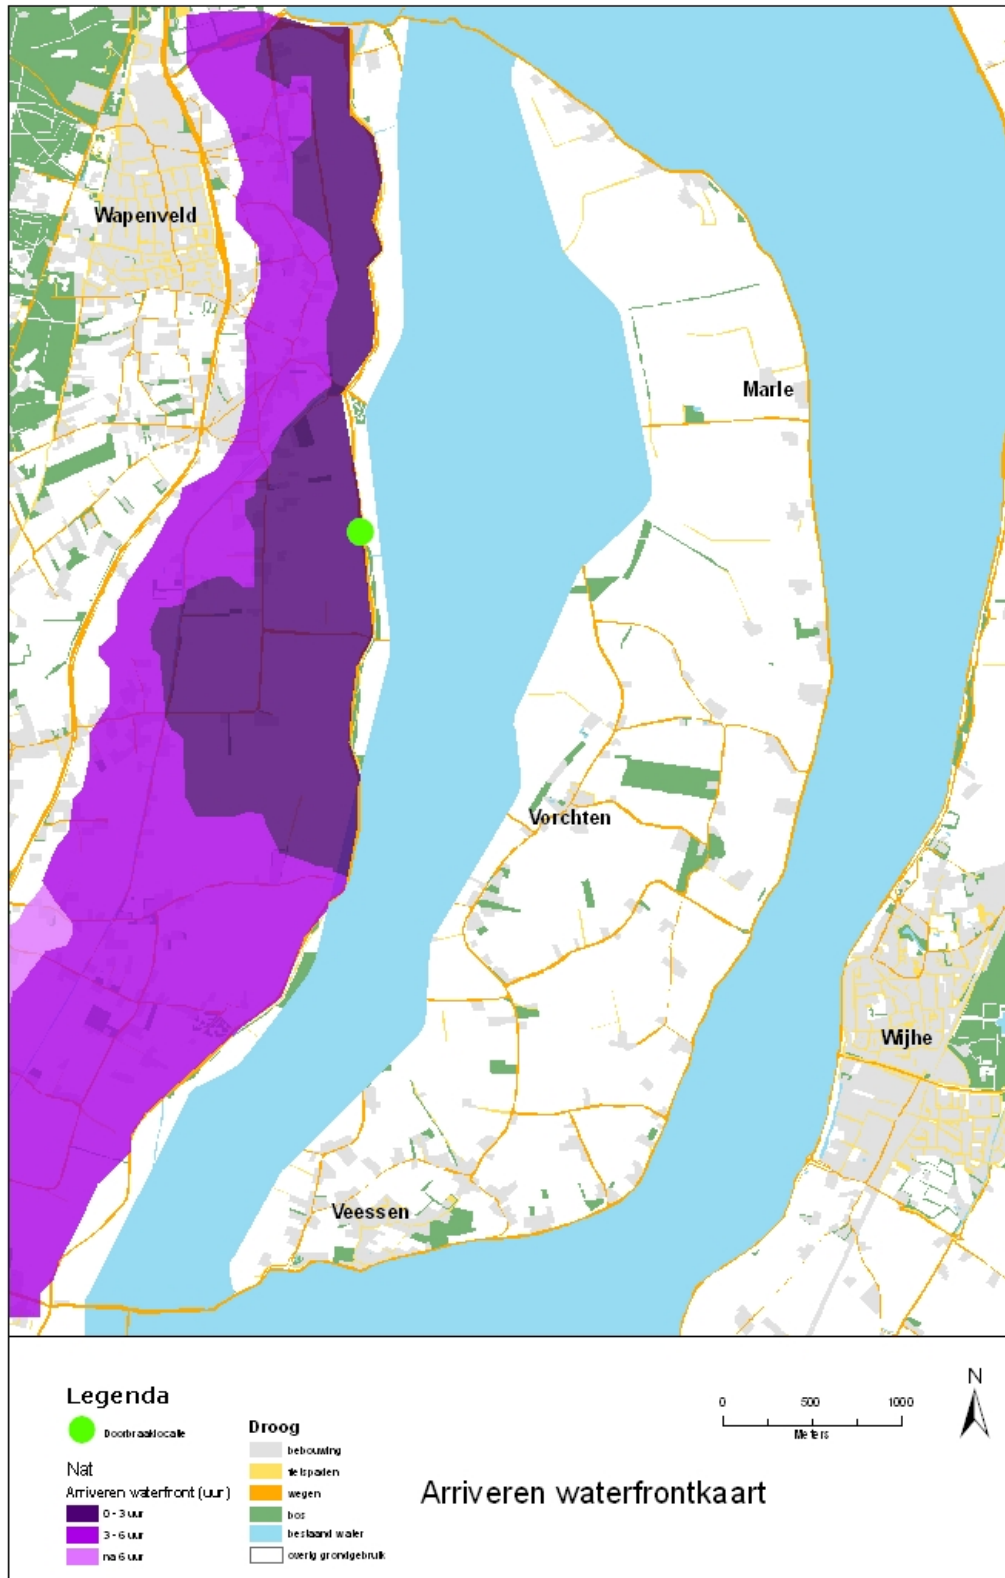 Wapenveld
Marle
Vorchten
Wijhe
Veessen
Legenda
Doorbraaklocatie
Nat
Arriveren waterfront (uur)
0 - 3 uur
3 - 6 uur
na 6 uur
Droog
bebouwing
fietspaden
wegen
bos
bestaand water
overig grondgebruik
Arriveren waterfrontkaart
0 500 1000
Meters
N